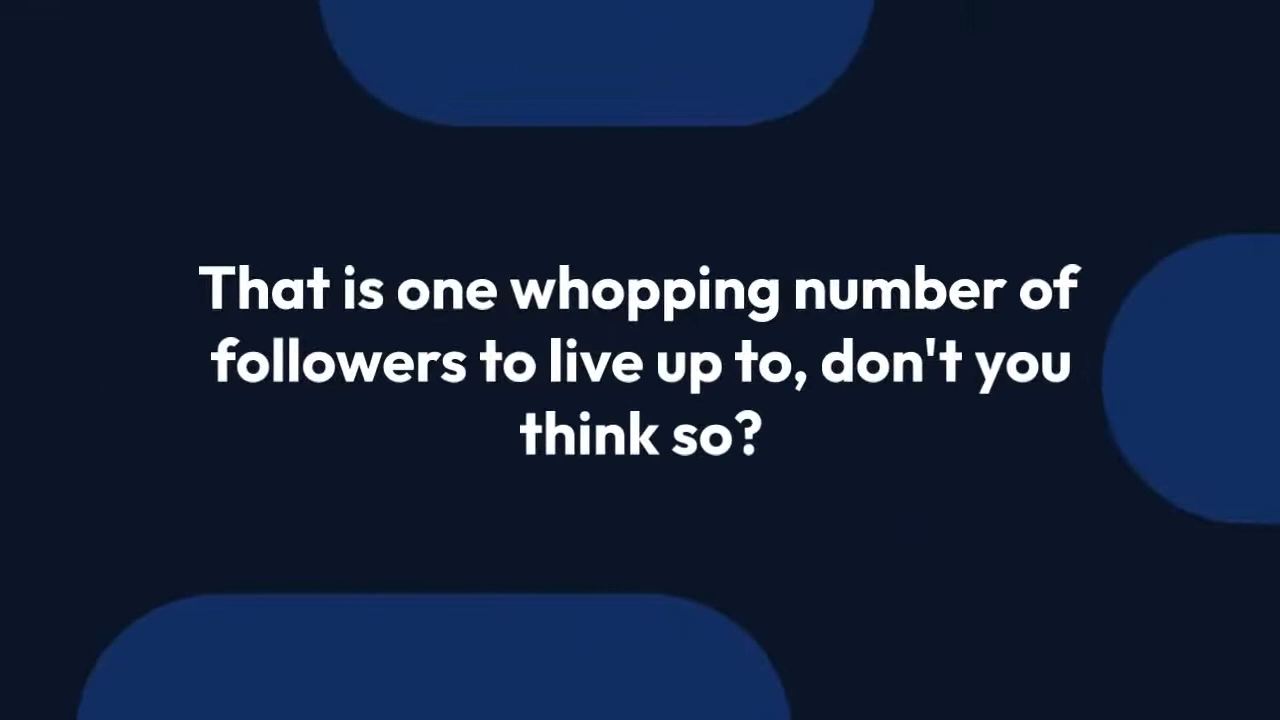 That is one whopping number of
followers to live up to, don't you
think so?